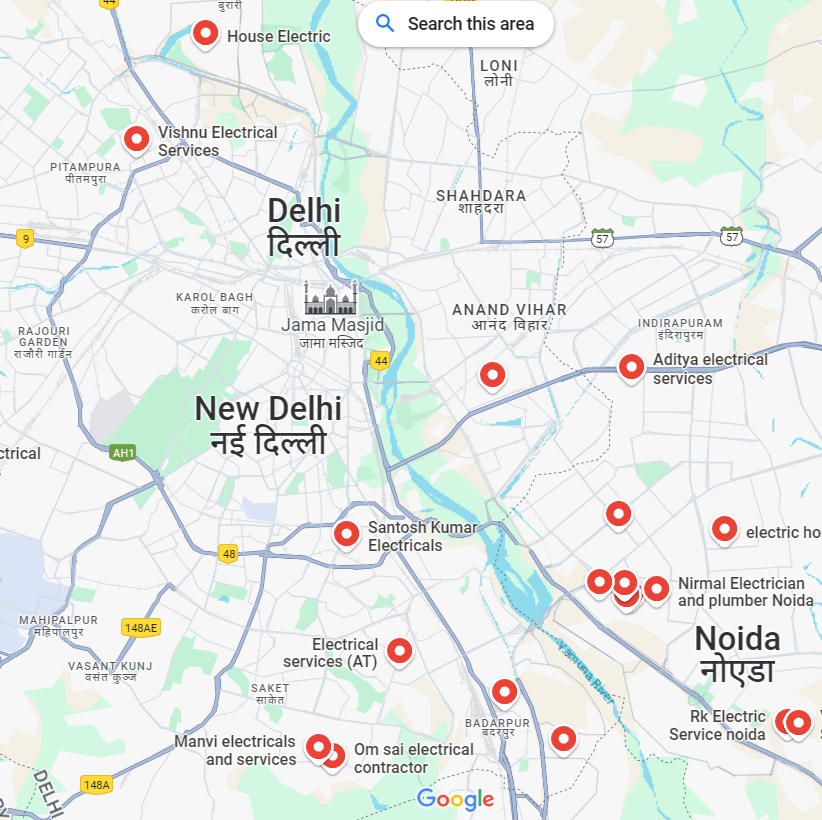 44
बुरारी
Search this area
House Electric
LONI
लोनी
Vishnu Electrical
Services
PITAMPURA
पीतमपुरा
SHAHDARA
शाहदरा
Delhi
दिल्ली
9
57
57
KAROL BAGH
करोल बाग
Jama Masjid
जामा मस्जिद
ANAND VIHAR
आनंद विहार
INDIRAPURAM
इंदिरापुरम
RAJOURI
GARDEN
राजौरी गार्डन
44
Aditya electrical
services
New Delhi
नई दिल्ली
ctrical
AH1
Santosh Kumar
Electricals
electric ho
48
Nirmal Electrician
and plumber Noida
MAHIPALPUR
महिपालपुर
148AE
Noida
नोएडा
Electrical
services (AT)
Yamuna River
VASANT KUNJ
वसंत कुञ्ज
SAKET
साकेत
BADARPUR
बदरपुर
Rk Electric
Service noida
Manvi electricals
and services
Om sai electrical
contractor
148A
DELHI
Google